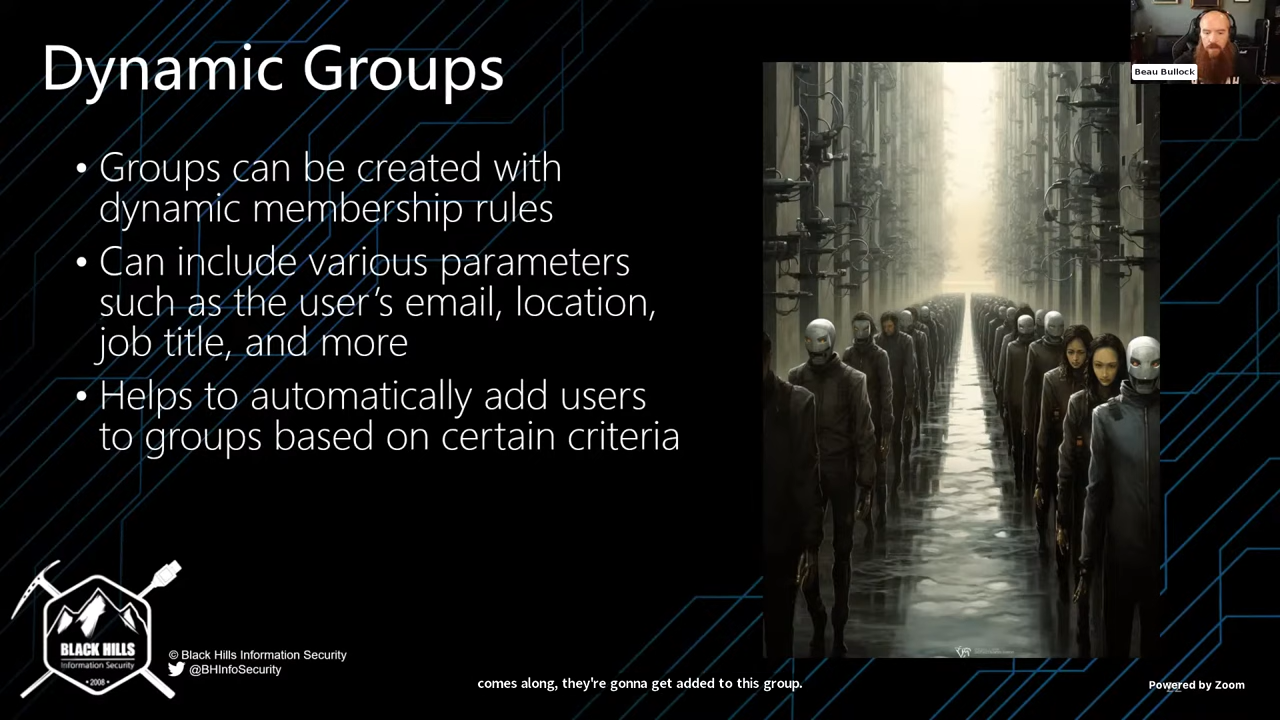 Dynamic Groups
Beau Bullock
• Groups can be created with
dynamic membership rules
• Can include various parameters
such as the user’s email, location,
job title, and more
• Helps to automatically add users
to groups based on certain criteria
BLACK HILLS
Information Security
• 2008 •
© Black Hills Information Security
@BHInfoSecurity
comes along, they're gonna get added to this group.
Powered by Zoom